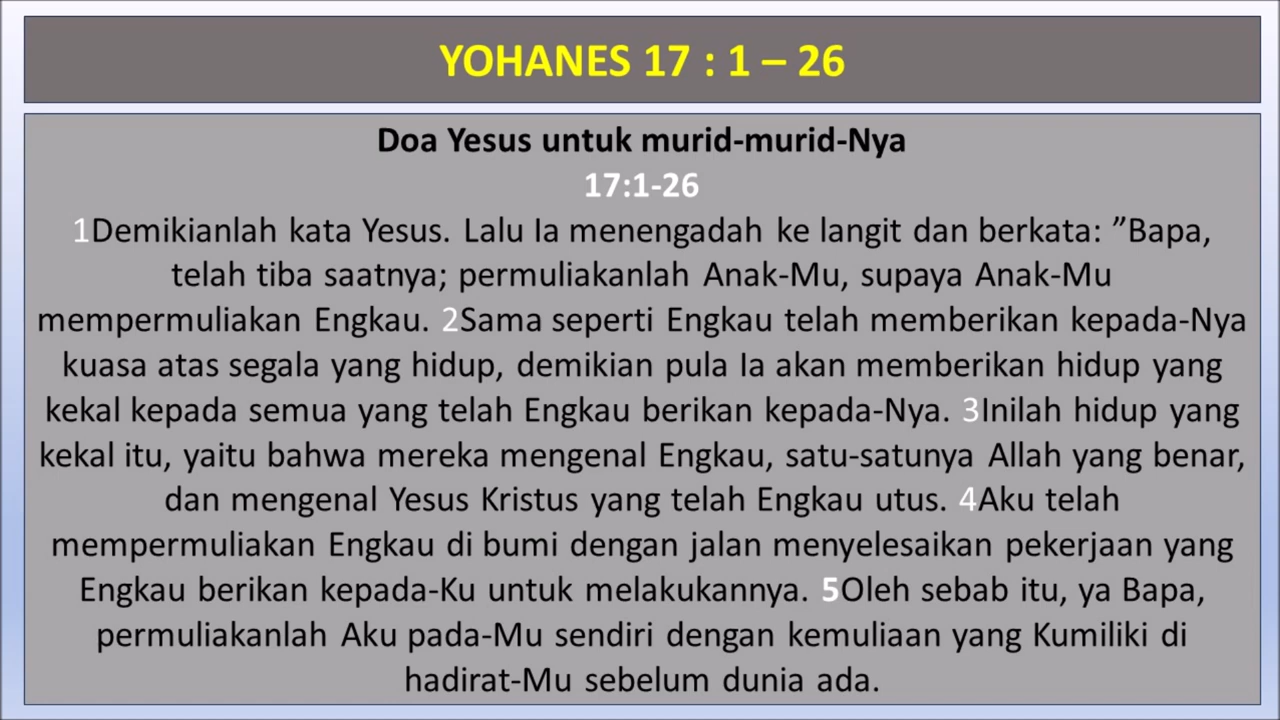 YOHANES 17 : 1 – 26
Doa Yesus untuk murid-murid-Nya
17:1-26
1Demikianlah kata Yesus. Lalu Ia menengadah ke langit dan berkata: ”Bapa,
telah tiba saatnya; permuliakanlah Anak-Mu, supaya Anak-Mu
mempermuliakan Engkau. 2Sama seperti Engkau telah memberikan kepada-Nya
kuasa atas segala yang hidup, demikian pula Ia akan memberikan hidup yang
kekal kepada semua yang telah Engkau berikan kepada-Nya. 3Inilah hidup yang
kekal itu, yaitu bahwa mereka mengenal Engkau, satu-satunya Allah yang benar,
dan mengenal Yesus Kristus yang telah Engkau utus. 4Aku telah
mempermuliakan Engkau di bumi dengan jalan menyelesaikan pekerjaan yang
Engkau berikan kepada-Ku untuk melakukannya. 5Oleh sebab itu, ya Bapa,
permuliakanlah Aku pada-Mu sendiri dengan kemuliaan yang Kumiliki di
hadirat-Mu sebelum dunia ada.